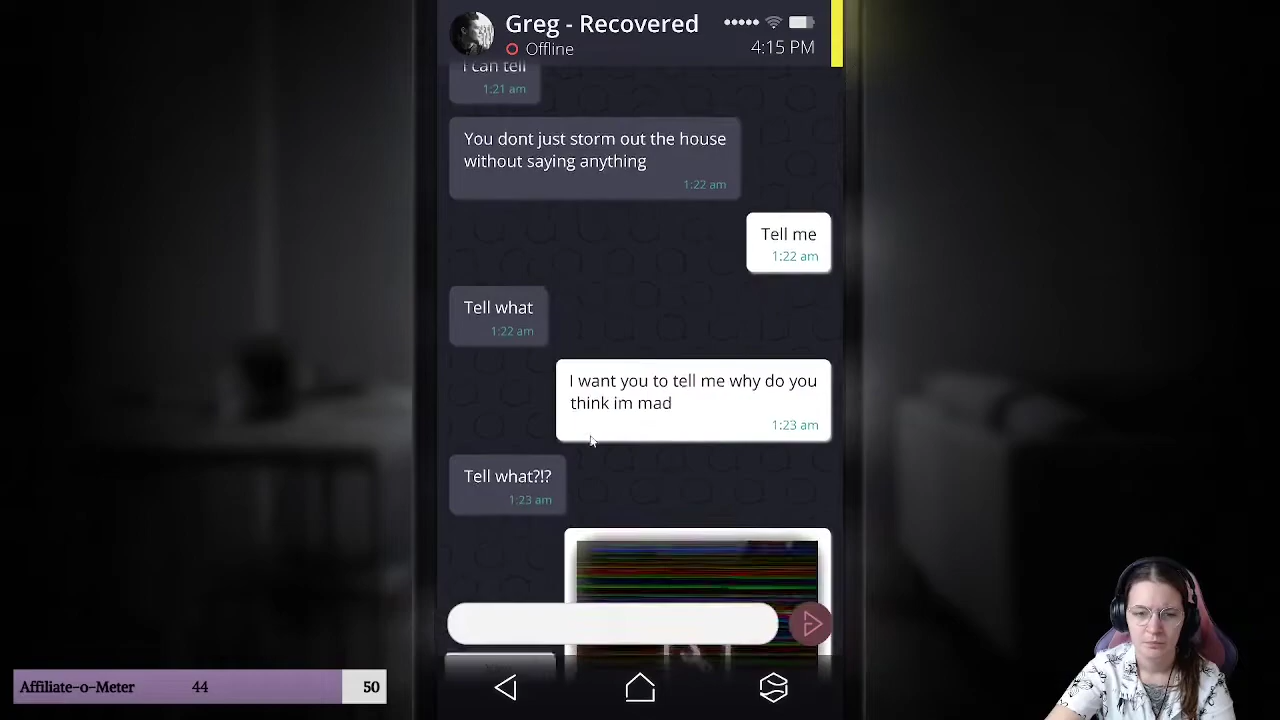 Greg - Recovered
Offline
4:15 PM
I can tell
1:21 am
You dont just storm out the house
without saying anything
1:22 am
Tell me
1:22 am
Tell what
1:22 am
I want you to tell me why do you
think im mad
1:23 am
Tell what?!?
1:23 am
Affiliate-o-Meter 44 50